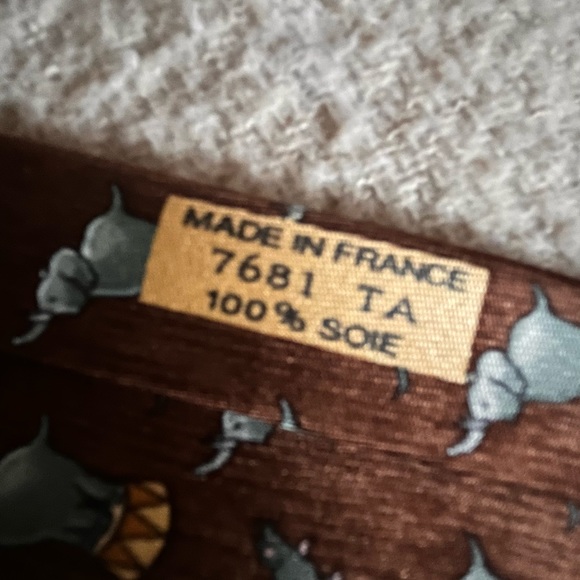 MADE IN FRANCE
7681 TA
100% SOIE